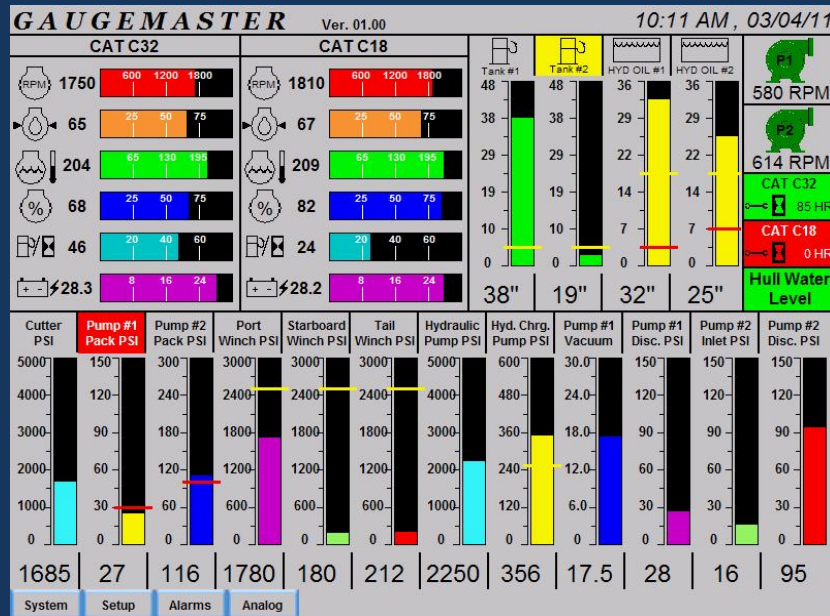 GAUGEMASTER Ver. 01.00 10:11 AM , 03/04/11
CAT C32
RPM 1750 600 1200 1800
65 25 50 75
204 65 130 195
% 68 25 50 75
46 20 40 60
+ - 28.3 8 16 24
CAT C18
RPM 1810 600 1200 1800
67 25 50 75
209 65 130 195
% 82 25 50 75
24 20 40 60
+ - 28.2 8 16 24
Tank #1
48
38
29
19
10
0
38"
Tank #2
48
38
29
19
10
0
19"
HYD OIL #1
36
29
22
14
7
0
32"
HYD OIL #2
36
29
22
14
7
0
25"
P1
580 RPM
P2
614 RPM
CAT C32
85 HR
CAT C18
0 HR
Hull Water
Level
Cutter
PSI
5000
4000
3000
2000
1000
0
1685
Pump #1
Pack PSI
150
120
90
60
30
0
27
Pump #2
Pack PSI
300
240
180
120
60
0
116
Port
Winch PSI
3000
2400
1800
1200
600
0
1780
Starboard
Winch PSI
3000
2400
1800
1200
600
0
180
Tail
Winch PSI
3000
2400
1800
1200
600
0
212
Hydraulic
Pump PSI
5000
4000
3000
2000
1000
0
2250
Hyd. Chrg.
Pump PSI
600
480
360
240
120
0
356
Pump #1
Vacuum
30.0
24.0
18.0
12.0
6.0
0
17.5
Pump #1
Disc. PSI
150
120
90
60
30
0
28
Pump #2
Inlet PSI
150
120
90
60
30
0
16
Pump #2
Disc. PSI
150
120
90
60
30
0
95
System Setup Alarms Analog